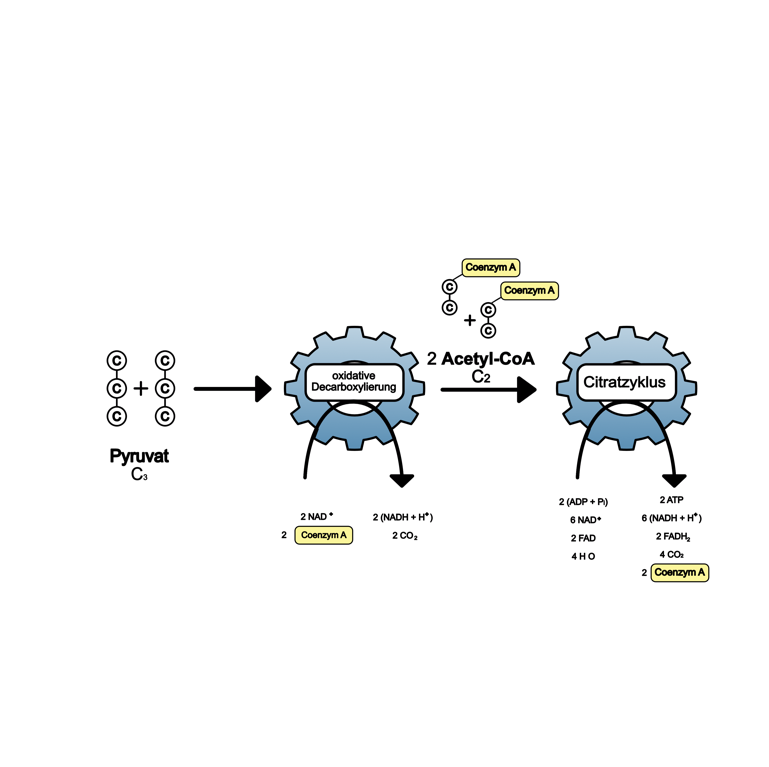 Coenzym A
C
Coenzym A
C
C
+
C
2 Acetyl-CoA
C₂
C
C
C
+
C
C
C
Pyruvat
C₃
oxidative
Decarboxylierung
2 NAD⁺
2 Coenzym A
2 (NADH + H⁺)
2 CO₂
Citratzyklus
2 (ADP + Pᵢ)
6 NAD⁺
2 FAD
4 H O
2 ATP
6 (NADH + H⁺)
2 FADH₂
4 CO₂
2 Coenzym A